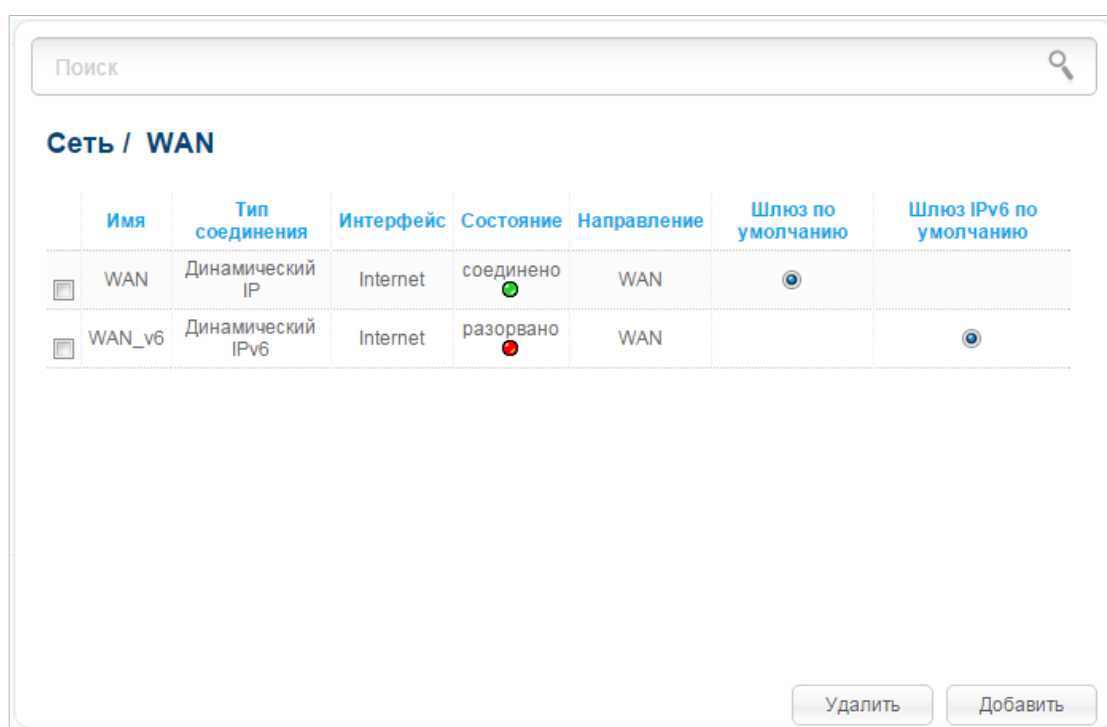 Поиск
Сеть / WAN
Имя Тип соединения Интерфейс Состояние Направление Шлюз по умолчанию Шлюз IPv6 по умолчанию
WAN Динамический IP Internet соединено WAN
WAN_v6 Динамический IPv6 Internet разорвано WAN
Удалить Добавить